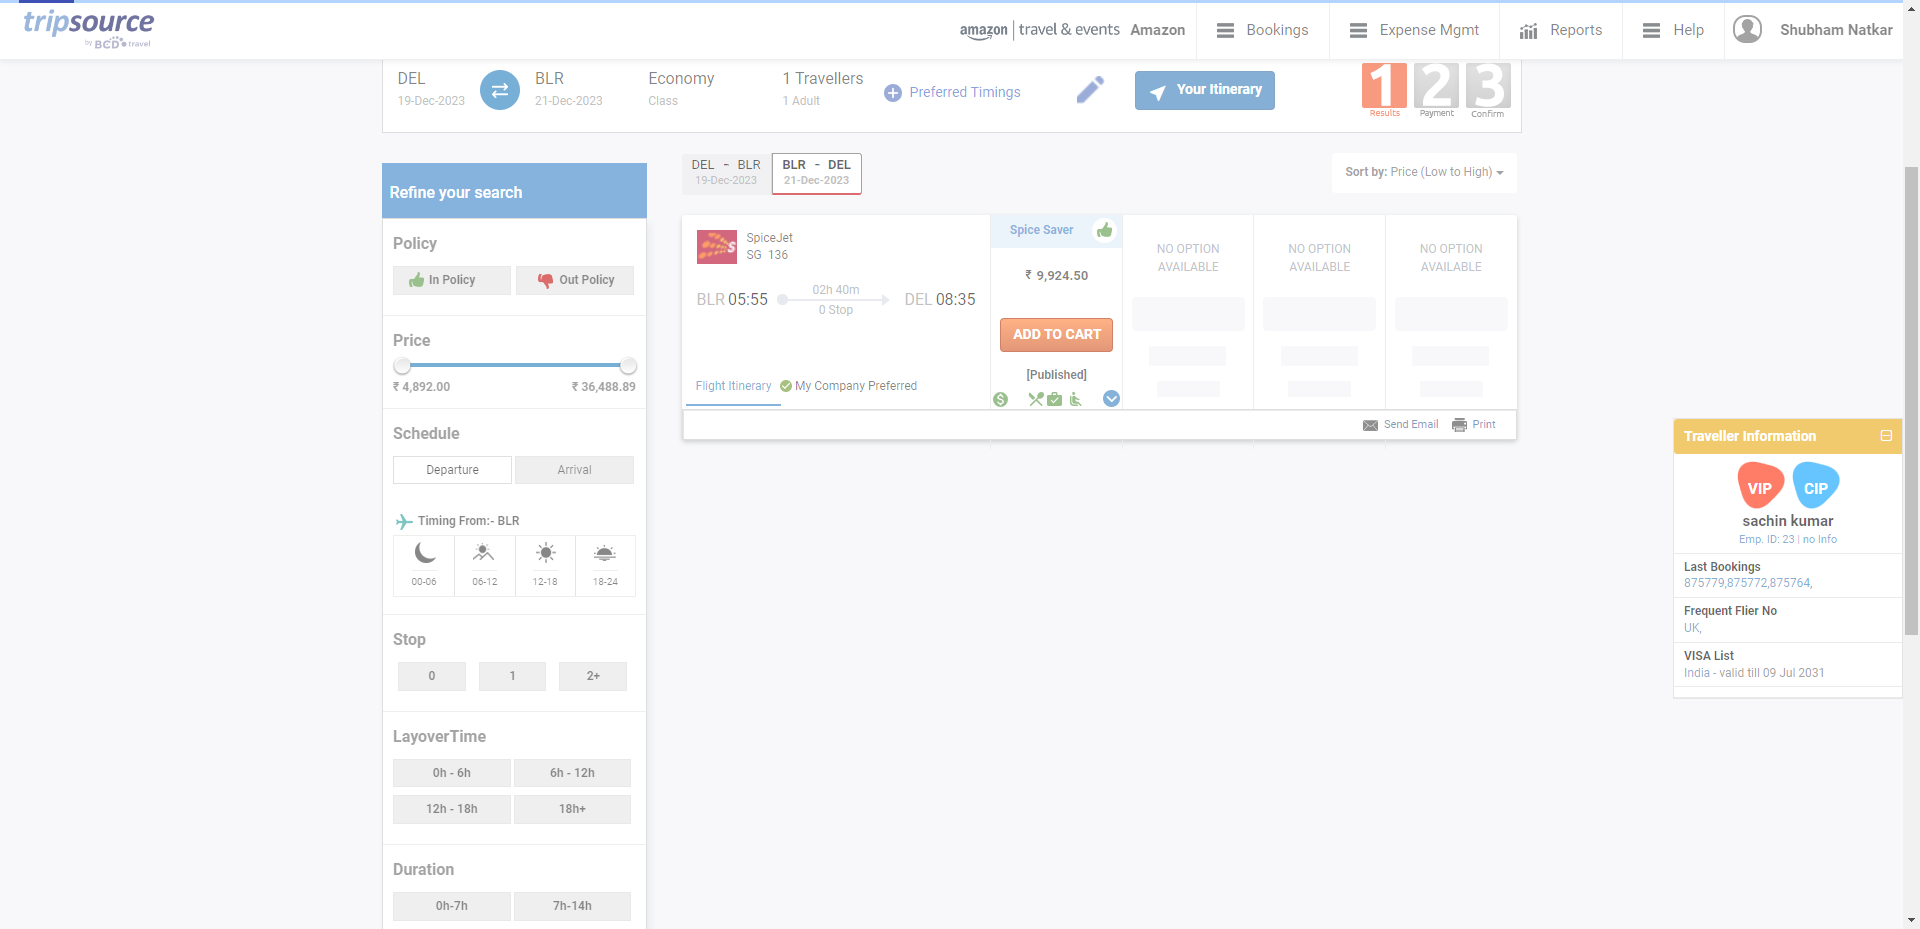 tripsource
by BCD travel
amazon | travel & events Amazon
Bookings
Expense Mgmt
Reports
Help
Shubham Natkar
DEL
19-Dec-2023
BLR
21-Dec-2023
Economy
Class
1 Travellers
1 Adult
Preferred Timings
Your Itinerary
1
Results
2
Payment
3
Confirm
DEL - BLR
19-Dec-2023
BLR - DEL
21-Dec-2023
Sort by: Price (Low to High)
Refine your search
Policy
In Policy
Out Policy
Price
₹ 4,892.00
₹ 36,488.89
Schedule
Departure
Arrival
Timing From:- BLR
00-06
06-12
12-18
18-24
Stop
0
1
2+
LayoverTime
0h - 6h
6h - 12h
12h - 18h
18h+
Duration
0h-7h
7h-14h
SpiceJet
SG 136
BLR 05:55
02h 40m
0 Stop
DEL 08:35
Flight Itinerary
My Company Preferred
Spice Saver
₹ 9,924.50
ADD TO CART
[Published]
NO OPTION
AVAILABLE
NO OPTION
AVAILABLE
NO OPTION
AVAILABLE
Send Email
Print
Traveller Information
VIP
CIP
sachin kumar
Emp. ID: 23 | no Info
Last Bookings
875779,875772,875764,
Frequent Flier No
UK,
VISA List
India - valid till 09 Jul 2031